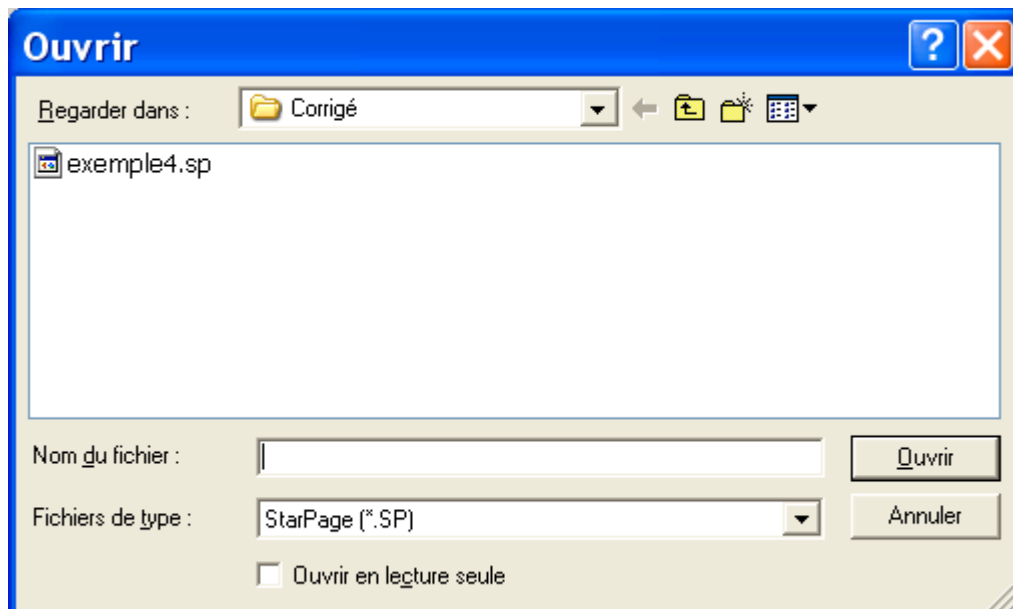 Ouvrir
Regarder dans : Corrigé
exemple4.sp
Nom du fichier : Ouvrir
Fichiers de type : StarPage (*.SP) Annuler
Ouvrir en lecture seule